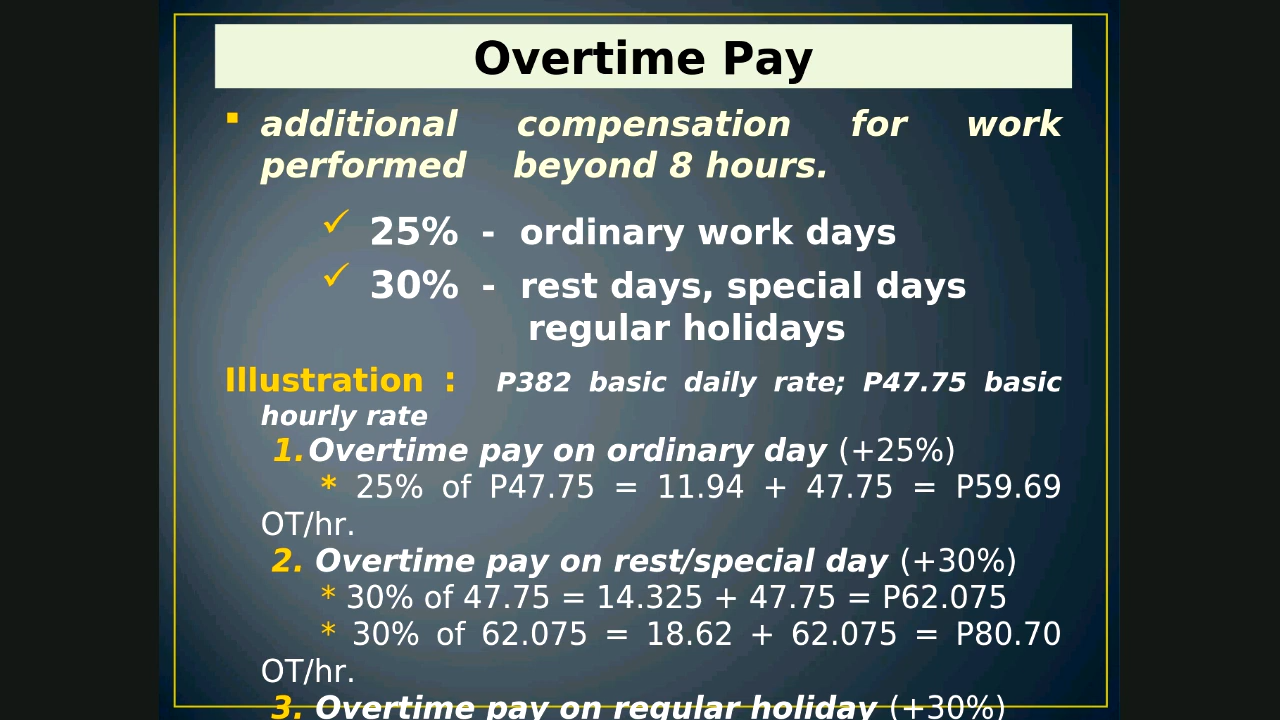 Overtime Pay
▪ additional compensation for work
performed beyond 8 hours.
✓ 25% - ordinary work days
✓ 30% - rest days, special days
regular holidays
Illustration : P382 basic daily rate; P47.75 basic
hourly rate
1. Overtime pay on ordinary day (+25%)
* 25% of P47.75 = 11.94 + 47.75 = P59.69
OT/hr.
2. Overtime pay on rest/special day (+30%)
* 30% of 47.75 = 14.325 + 47.75 = P62.075
* 30% of 62.075 = 18.62 + 62.075 = P80.70
OT/hr.
3. Overtime pay on regular holiday (+30%)